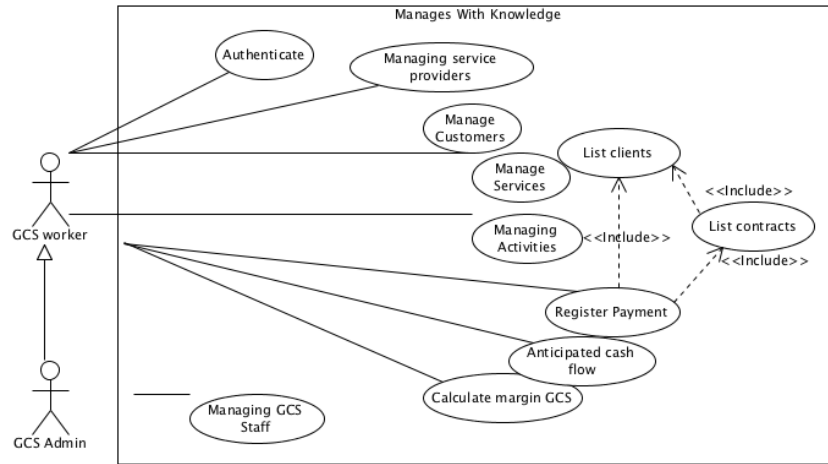 Manages With Knowledge
Authenticate
Managing service
providers
Manage
Customers
List clients
Manage
Services
<<Include>>
GCS worker
Managing
Activities
<<Include>>
List contracts
<<Include>>
Register Payment
Anticipated cash
flow
Calculate margin GCS
Managing GCS
Staff
GCS Admin